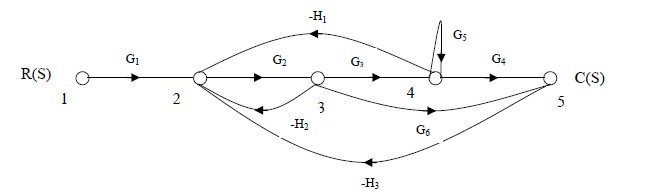 -H₁
G₅
G₁
G₂
G₃
G₄
R(S)
C(S)
1
2
3
4
5
-H₂
G₆
-H₃